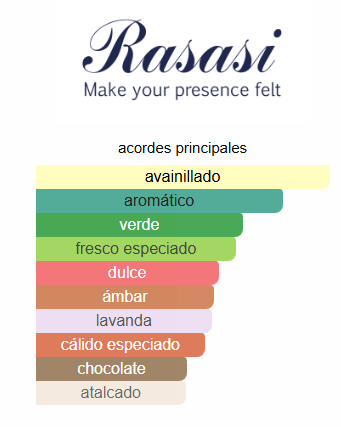 Rasasi
Make your presence felt
acordes principales
avainillado
aromático
verde
fresco especiado
dulce
ámbar
lavanda
cálido especiado
chocolate
atalcado